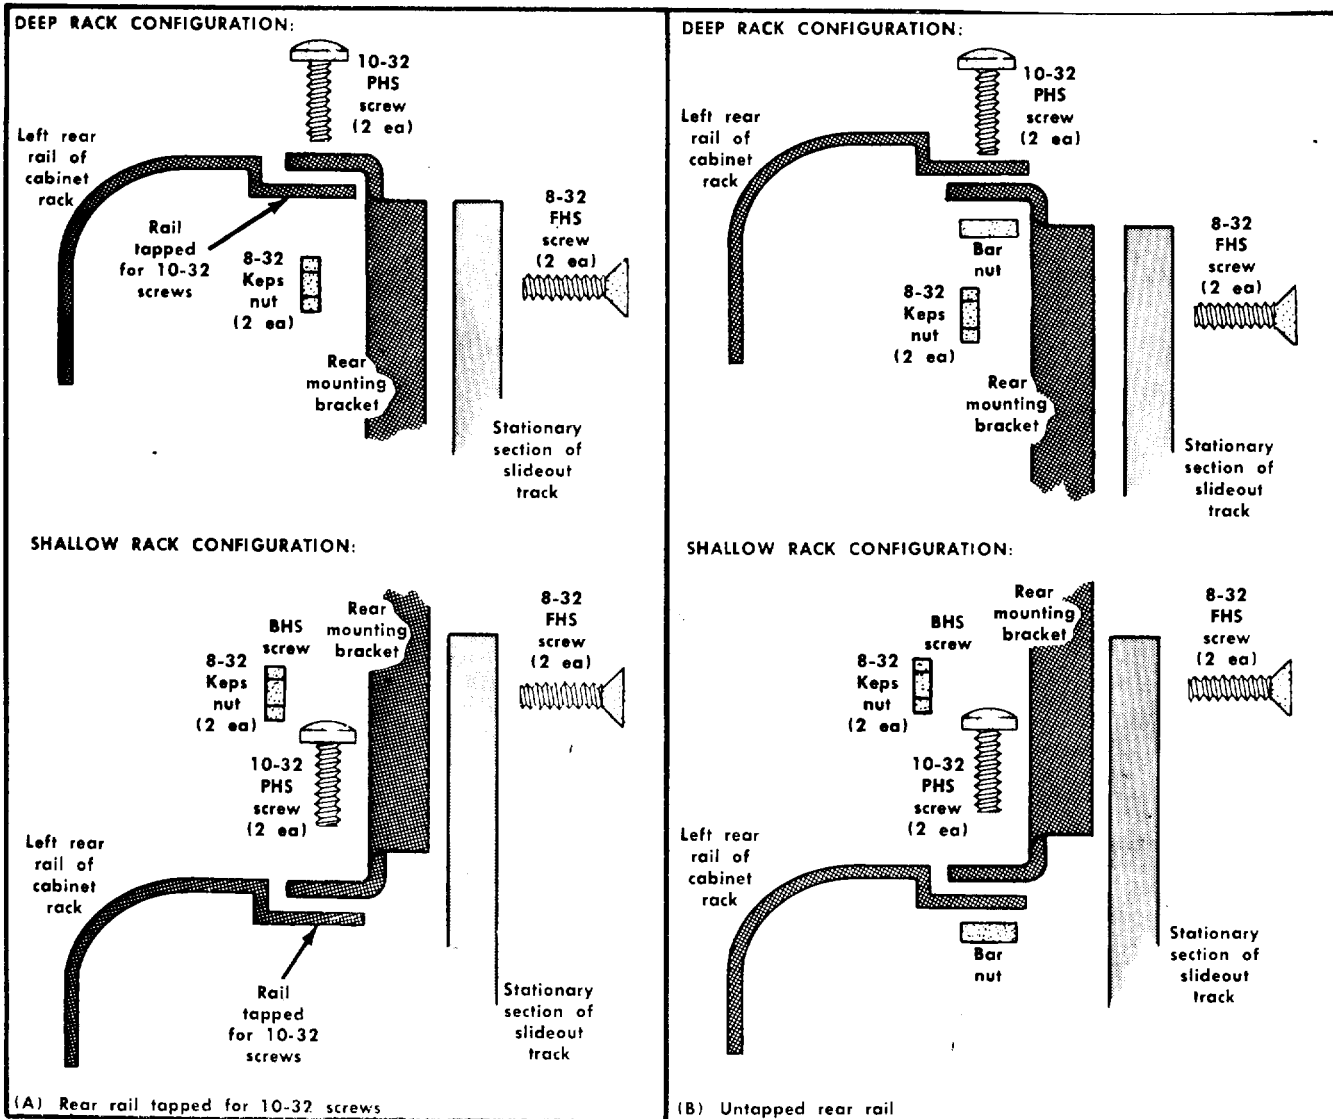 DEEP RACK CONFIGURATION:
10-32
PHS
screw
(2 ea)
Left rear
rail of
cabinet
rack
Rail
tapped
for 10-32
screws
8-32
Keps
nut
(2 ea)
8-32
FHS
screw
(2 ea)
Rear
mounting
bracket
Stationary
section of
slideout
track
SHALLOW RACK CONFIGURATION:
BHS
screw
8-32
Keps
nut
(2 ea)
Rear
mounting
bracket
8-32
FHS
screw
(2 ea)
10-32
PHS
screw
(2 ea)
Left rear
rail of
cabinet
rack
Rail
tapped
for 10-32
screws
Stationary
section of
slideout
track
(A) Rear rail tapped for 10-32 screws
DEEP RACK CONFIGURATION:
10-32
PHS
screw
(2 ea)
Left rear
rail of
cabinet
rack
Bar
nut
8-32
Keps
nut
(2 ea)
8-32
FHS
screw
(2 ea)
Rear
mounting
bracket
Stationary
section of
slideout
track
SHALLOW RACK CONFIGURATION:
BHS
screw
8-32
Keps
nut
(2 ea)
Rear
mounting
bracket
8-32
FHS
screw
(2 ea)
10-32
PHS
screw
(2 ea)
Left rear
rail of
cabinet
rack
Bar
nut
Stationary
section of
slideout
track
(B) Untapped rear rail